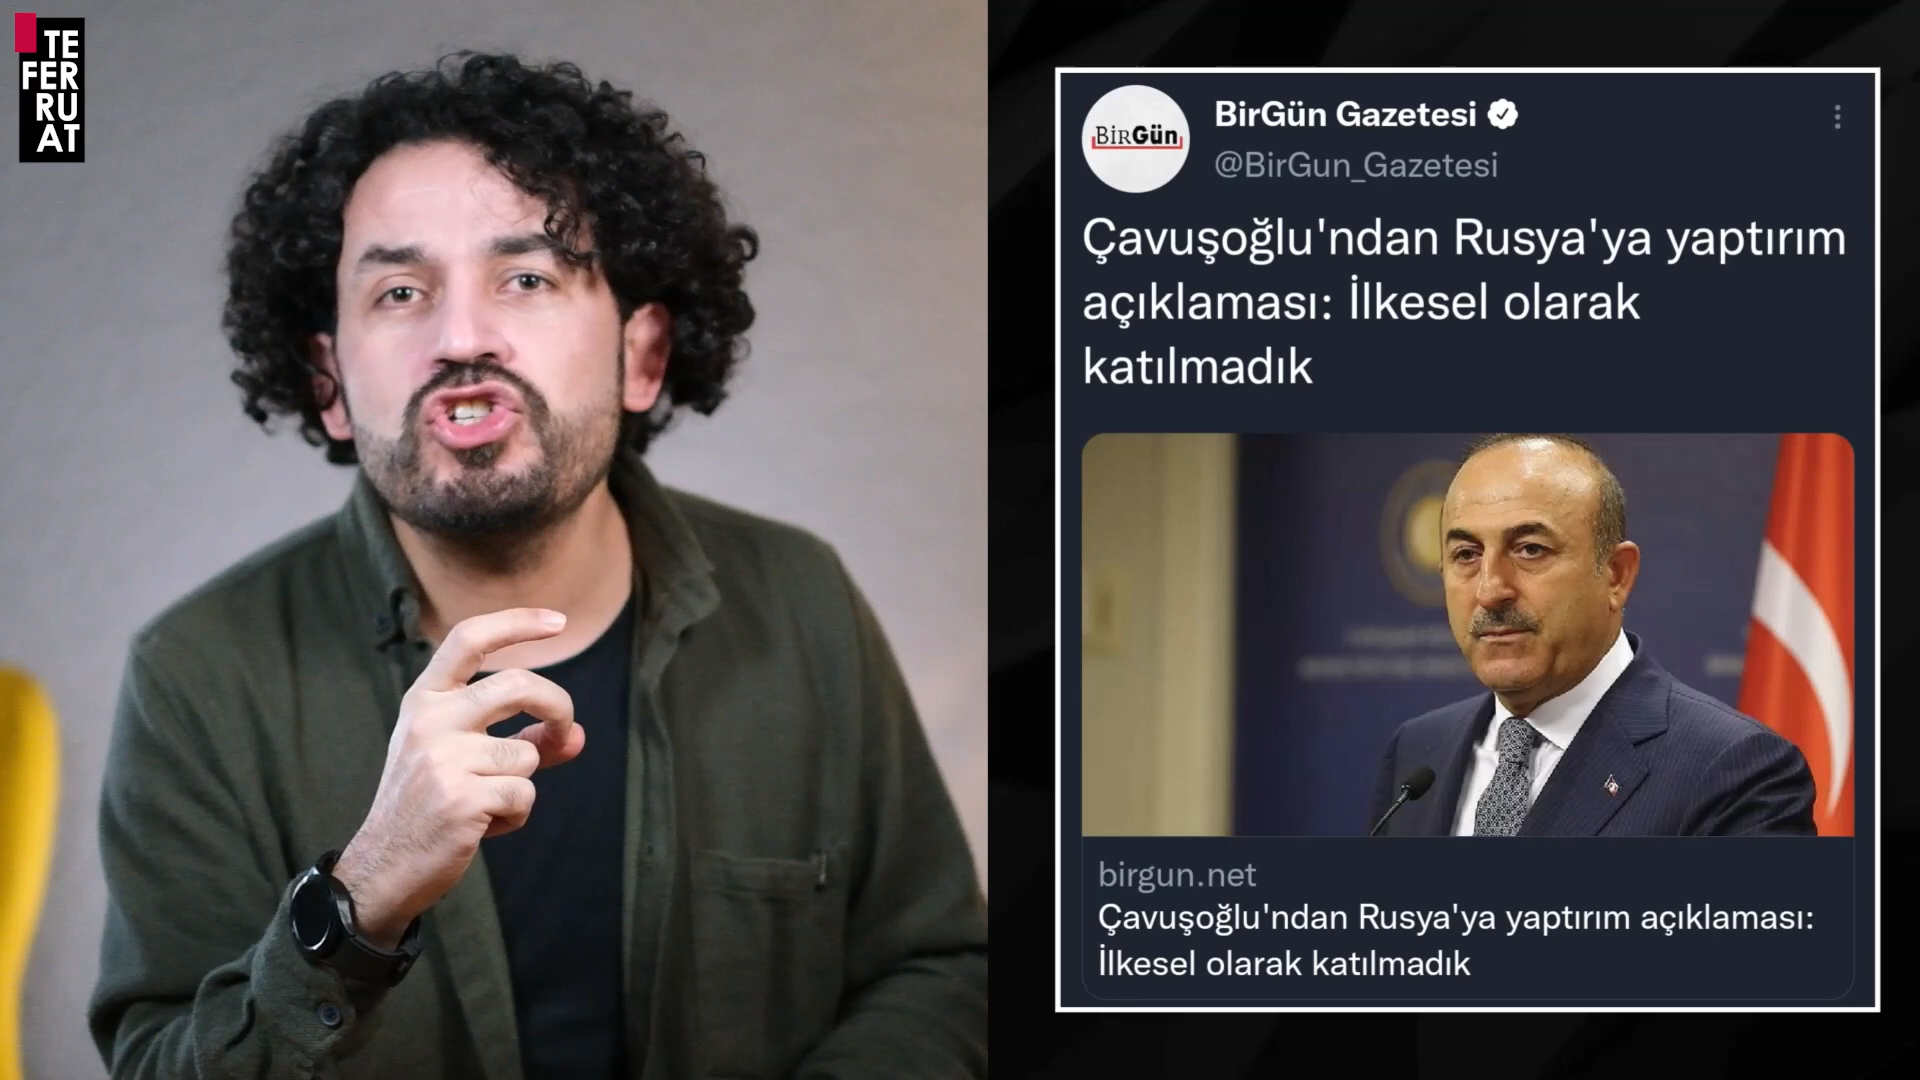 TE
FER
RU
AT
BirGün Gazetesi
BirGün
@BirGun_Gazetesi
Çavuşoğlu'ndan Rusya'ya yaptırım
açıklaması: İlkesel olarak
katılmadık
birgun.net
Çavuşoğlu'ndan Rusya'ya yaptırım açıklaması:
İlkesel olarak katılmadık